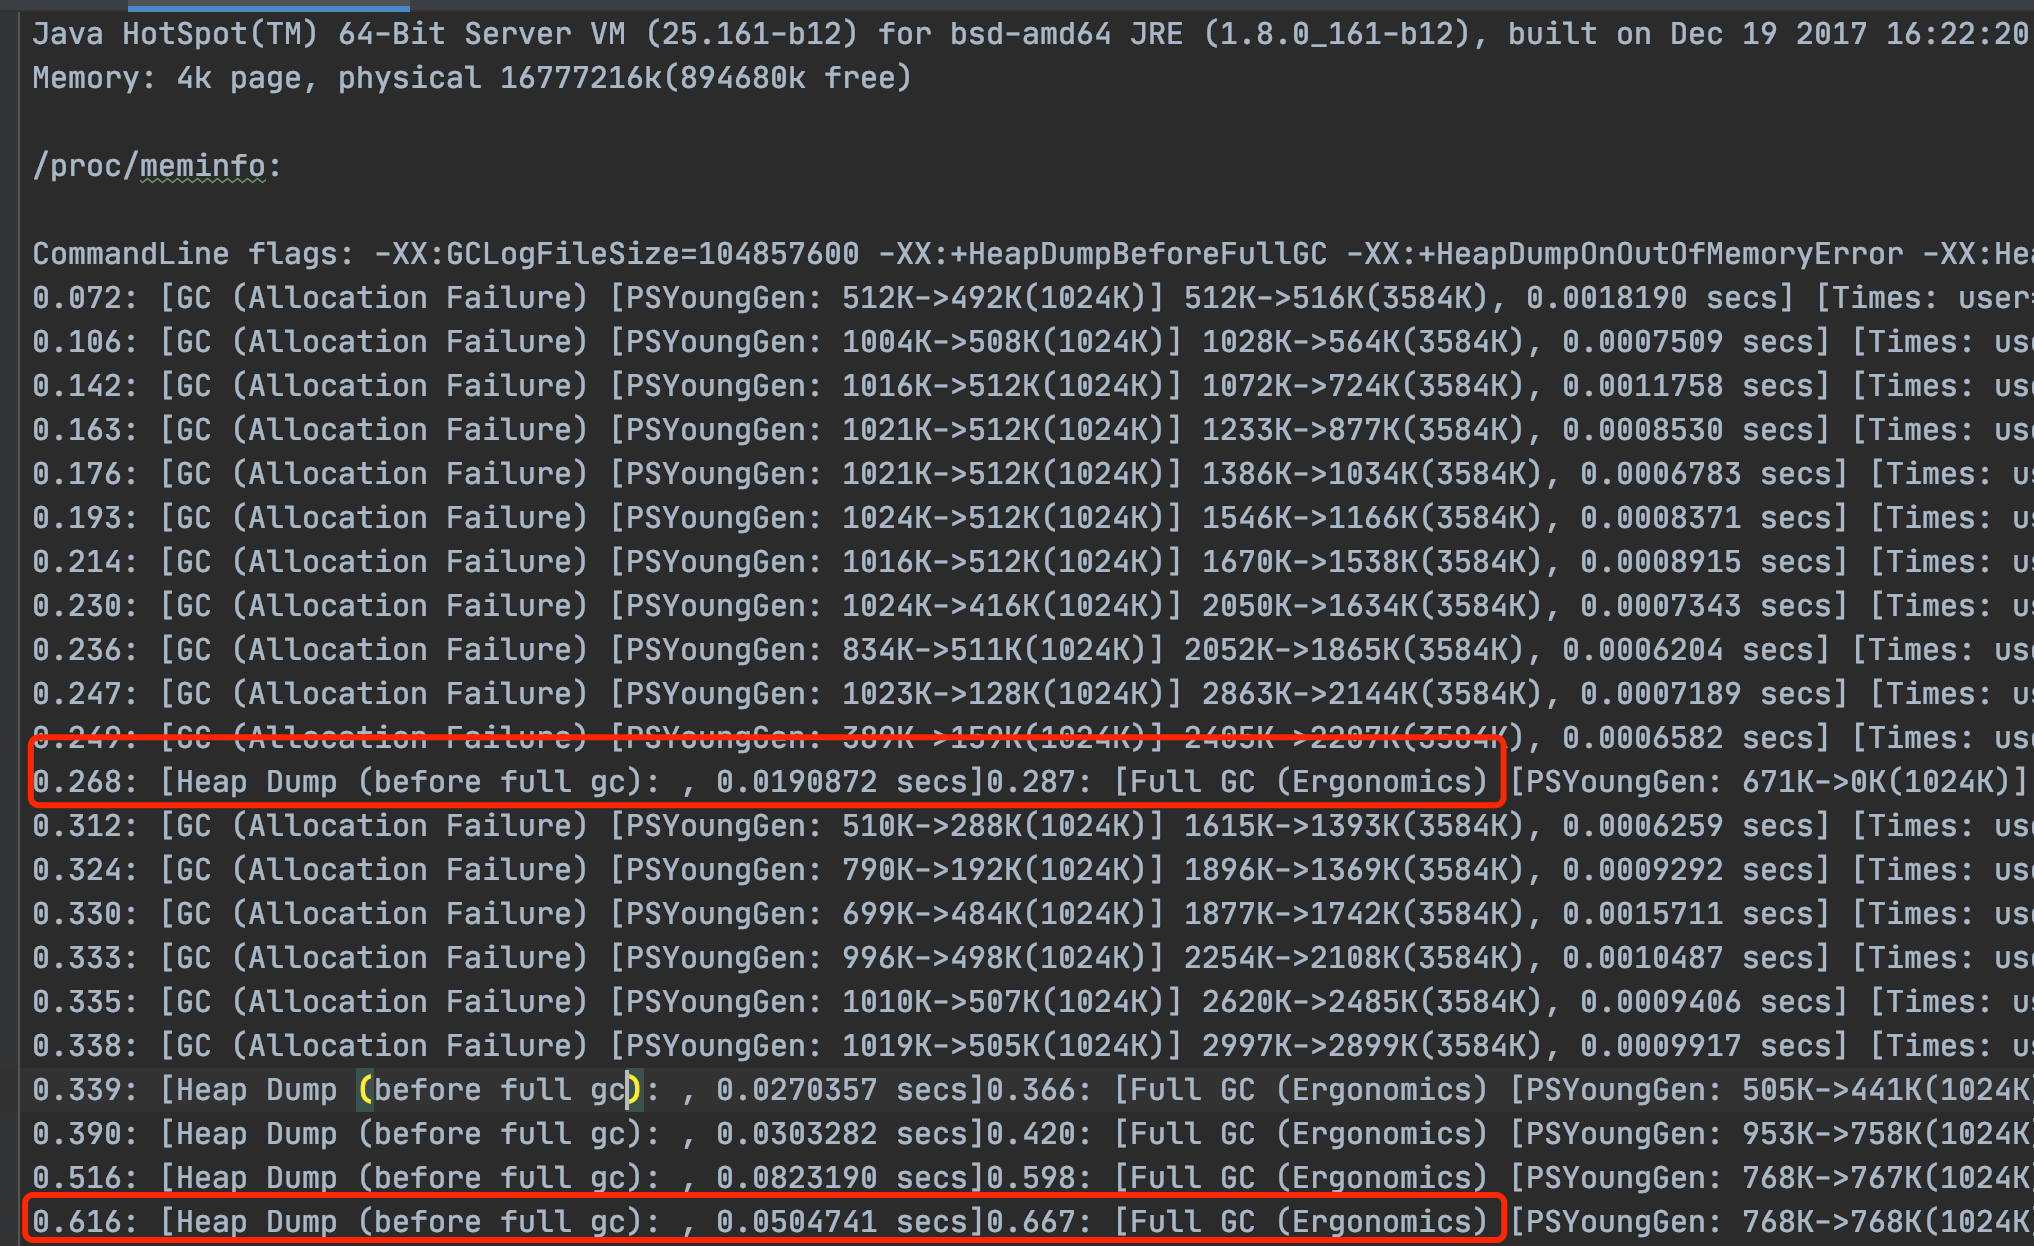 Java HotSpot(TM) 64-Bit Server VM (25.161-b12) for bsd-amd64 JRE (1.8.0_161-b12), built on Dec 19 2017 16:22:20
Memory: 4k page, physical 16777216k(894680k free)
/proc/meminfo:
CommandLine flags: -XX:GCLogFileSize=104857600 -XX:+HeapDumpBeforeFullGC -XX:+HeapDumpOnOutOfMemoryError -XX:Hea
0.072: [GC (Allocation Failure) [PSYoungGen: 512K->492K(1024K)] 512K->516K(3584K), 0.0018190 secs] [Times: user=
0.106: [GC (Allocation Failure) [PSYoungGen: 1004K->508K(1024K)] 1028K->564K(3584K), 0.0007509 secs] [Times: use
0.142: [GC (Allocation Failure) [PSYoungGen: 1016K->512K(1024K)] 1072K->724K(3584K), 0.0011758 secs] [Times: use
0.163: [GC (Allocation Failure) [PSYoungGen: 1021K->512K(1024K)] 1233K->877K(3584K), 0.0008530 secs] [Times: use
0.176: [GC (Allocation Failure) [PSYoungGen: 1021K->512K(1024K)] 1386K->1034K(3584K), 0.0006783 secs] [Times: us
0.193: [GC (Allocation Failure) [PSYoungGen: 1024K->512K(1024K)] 1546K->1166K(3584K), 0.0008371 secs] [Times: us
0.214: [GC (Allocation Failure) [PSYoungGen: 1016K->512K(1024K)] 1670K->1538K(3584K), 0.0008915 secs] [Times: us
0.230: [GC (Allocation Failure) [PSYoungGen: 1024K->416K(1024K)] 2050K->1634K(3584K), 0.0007343 secs] [Times: us
0.236: [GC (Allocation Failure) [PSYoungGen: 834K->511K(1024K)] 2052K->1865K(3584K), 0.0006204 secs] [Times: use
0.247: [GC (Allocation Failure) [PSYoungGen: 1023K->128K(1024K)] 2863K->2144K(3584K), 0.0007189 secs] [Times: us
0.249: [GC (Allocation Failure) [PSYoungGen: 389K->159K(1024K)] 2405K->2207K(3584K), 0.0006582 secs] [Times: use
0.268: [Heap Dump (before full gc): , 0.0190872 secs]0.287: [Full GC (Ergonomics) [PSYoungGen: 671K->0K(1024K)]
0.312: [GC (Allocation Failure) [PSYoungGen: 510K->288K(1024K)] 1615K->1393K(3584K), 0.0006259 secs] [Times: use
0.324: [GC (Allocation Failure) [PSYoungGen: 790K->192K(1024K)] 1896K->1369K(3584K), 0.0009292 secs] [Times: use
0.330: [GC (Allocation Failure) [PSYoungGen: 699K->484K(1024K)] 1877K->1742K(3584K), 0.0015711 secs] [Times: use
0.333: [GC (Allocation Failure) [PSYoungGen: 996K->498K(1024K)] 2254K->2108K(3584K), 0.0010487 secs] [Times: use
0.335: [GC (Allocation Failure) [PSYoungGen: 1010K->507K(1024K)] 2620K->2485K(3584K), 0.0009406 secs] [Times: us
0.338: [GC (Allocation Failure) [PSYoungGen: 1019K->505K(1024K)] 2997K->2899K(3584K), 0.0009917 secs] [Times: us
0.339: [Heap Dump (before full gc): , 0.0270357 secs]0.366: [Full GC (Ergonomics) [PSYoungGen: 505K->441K(1024K)
0.390: [Heap Dump (before full gc): , 0.0303282 secs]0.420: [Full GC (Ergonomics) [PSYoungGen: 953K->758K(1024K
0.516: [Heap Dump (before full gc): , 0.0823190 secs]0.598: [Full GC (Ergonomics) [PSYoungGen: 768K->767K(1024K
0.616: [Heap Dump (before full gc): , 0.0504741 secs]0.667: [Full GC (Ergonomics) [PSYoungGen: 768K->768K(1024K